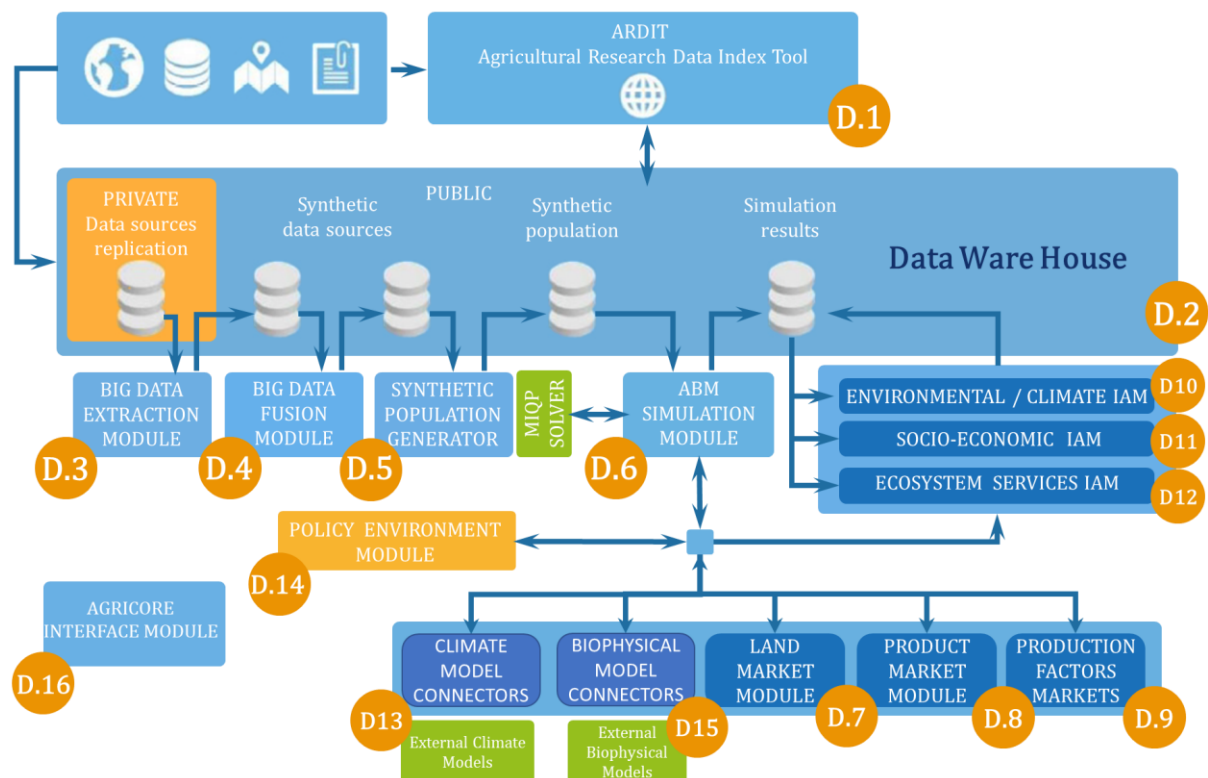 ARDIT
Agricultural Research Data Index Tool
D.1
PUBLIC
PRIVATE
Data sources
replication
Synthetic
data sources
Synthetic
population
Simulation
results
Data Ware House
D.2
BIG DATA
EXTRACTION
MODULE
D.3
BIG DATA
FUSION
MODULE
D.4
SYNTHETIC
POPULATION
GENERATOR
D.5
MIQP
SOLVER
ABM
SIMULATION
MODULE
D.6
ENVIRONMENTAL / CLIMATE IAM
D10
SOCIO-ECONOMIC IAM
D11
ECOSYSTEM SERVICES IAM
D12
POLICY ENVIRONMENT
MODULE
D.14
AGRICORE
INTERFACE MODULE
D.16
CLIMATE
MODEL
CONNECTORS
D13
BIOPHYSICAL
MODEL
CONNECTORS
D15
LAND
MARKET
MODULE
D.7
PRODUCT
MARKET
MODULE
D.8
PRODUCTION
FACTORS
MARKETS
D.9
External Climate
Models
External
Biophysical
Models